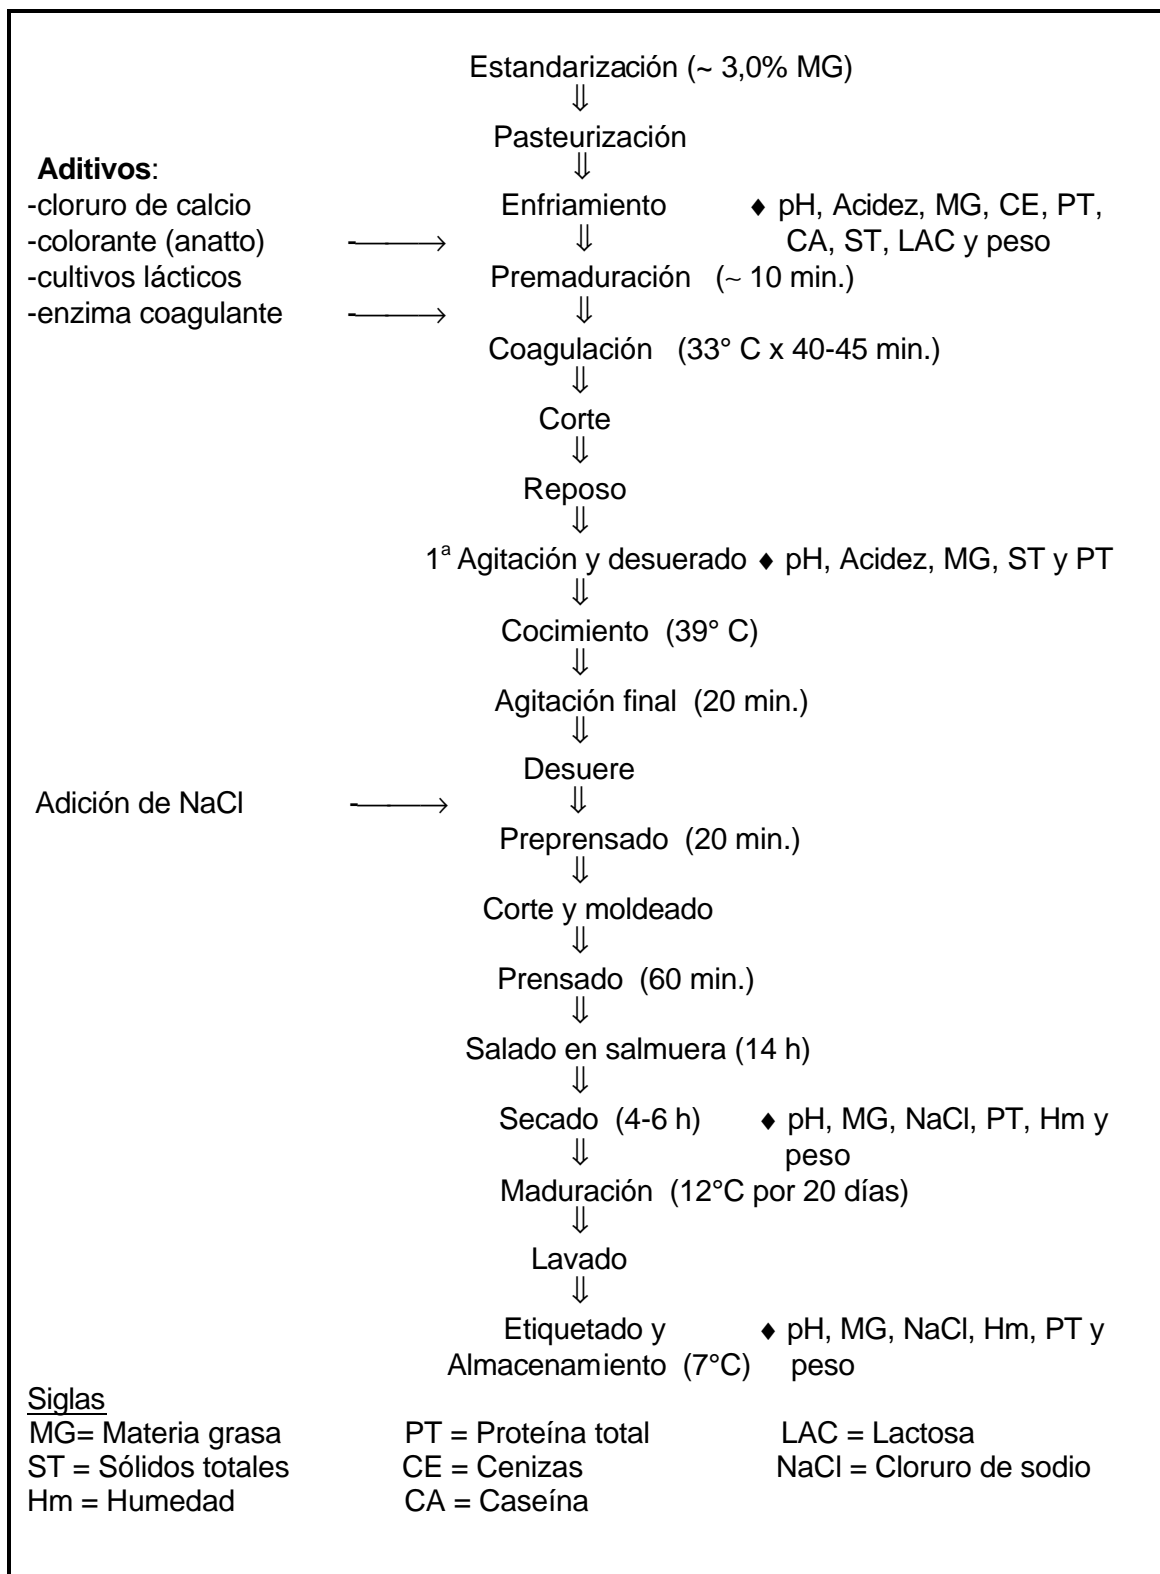 Estandarización (~ 3,0% MG)
⇓
Pasteurización
⇓
Aditivos:
-cloruro de calcio Enfriamiento ♦ pH, Acidez, MG, CE, PT,
-colorante (anatto) -⟶ ⇓ CA, ST, LAC y peso
-cultivos lácticos Premaduración (~ 10 min.)
-enzima coagulante -⟶ ⇓
Coagulación (33° C x 40-45 min.)
⇓
Corte
⇓
Reposo
⇓
1ª Agitación y desuerado ♦ pH, Acidez, MG, ST y PT
⇓
Cocimiento (39° C)
⇓
Agitación final (20 min.)
⇓
Desuere
Adición de NaCl -⟶ ⇓
Preprensado (20 min.)
⇓
Corte y moldeado
⇓
Prensado (60 min.)
⇓
Salado en salmuera (14 h)
⇓
Secado (4-6 h) ♦ pH, MG, NaCl, PT, Hm y
⇓ peso
Maduración (12°C por 20 días)
⇓
Lavado
⇓
Etiquetado y ♦ pH, MG, NaCl, Hm, PT y
Almacenamiento (7°C) peso
Siglas
MG= Materia grasa PT = Proteína total LAC = Lactosa
ST = Sólidos totales CE = Cenizas NaCl = Cloruro de sodio
Hm = Humedad CA = Caseína